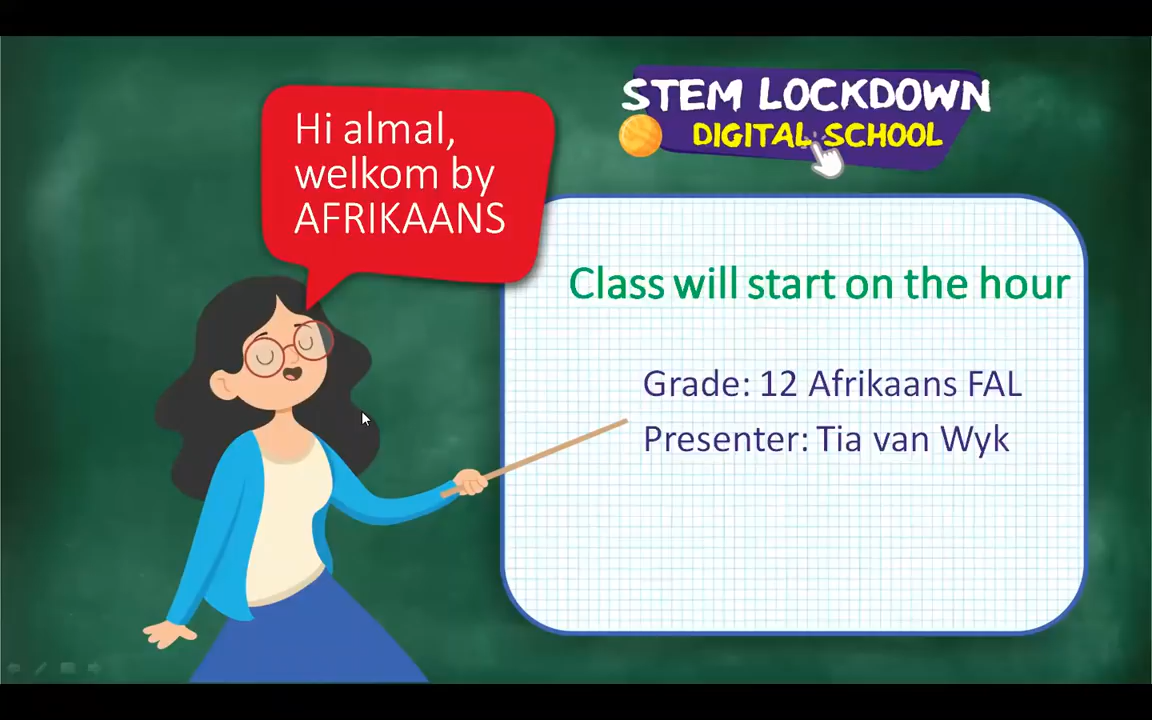 Hi almal,
welkom by
AFRIKAANS
STEM LOCKDOWN
DIGITAL SCHOOL
Class will start on the hour
Grade: 12 Afrikaans FAL
Presenter: Tia van Wyk